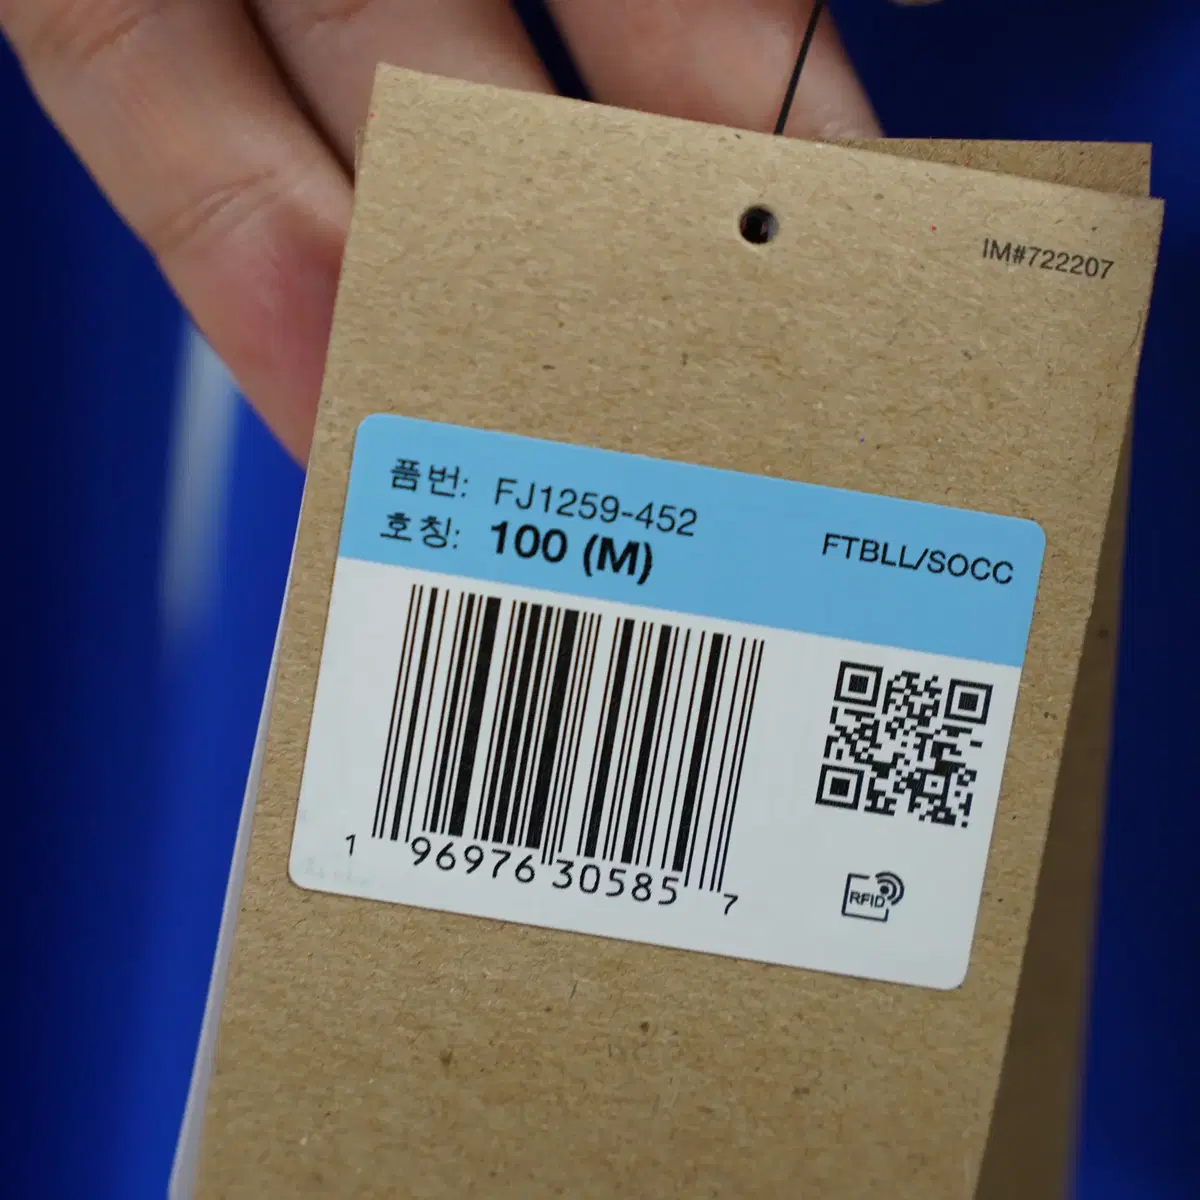 IM#722207
품번: FJ1259-452
호칭: 100 (M)
FTBLL/SOCC
1 96976 30585 7
RFID